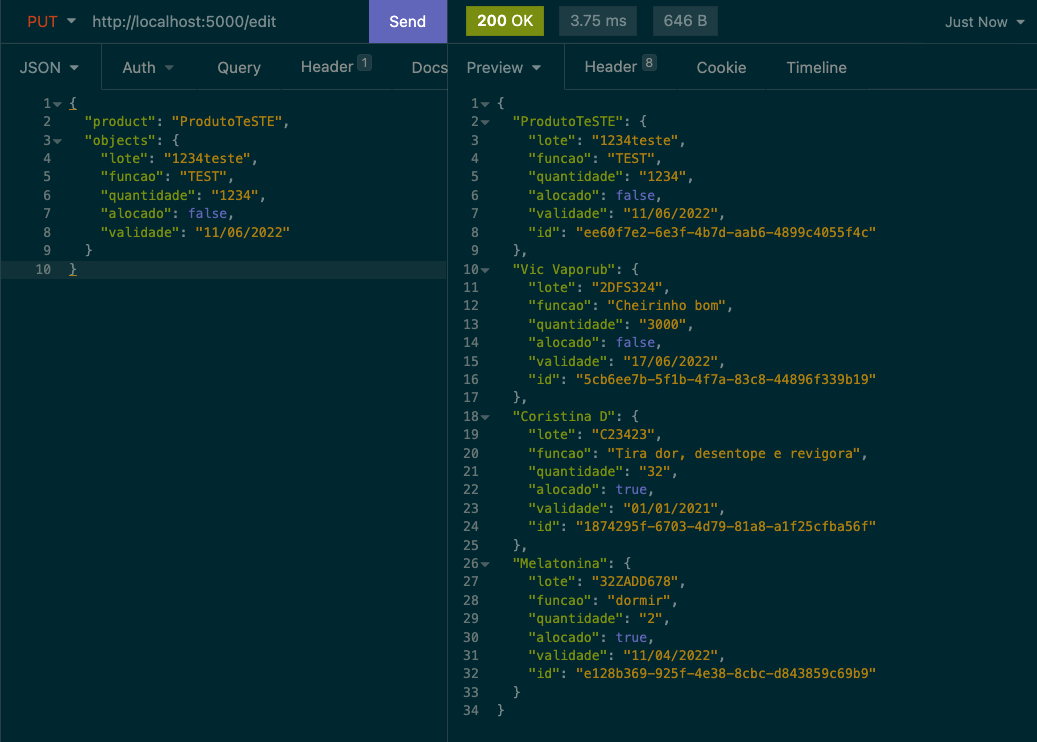 PUT http://localhost:5000/edit Send 200 OK 3.75 ms 646 B Just Now
JSON Auth Query Header 1 Docs Preview Header 8 Cookie Timeline
1 {
2 "product": "ProdutoTeSTE",
3 "objects": {
4 "lote": "1234teste",
5 "funcao": "TEST",
6 "quantidade": "1234",
7 "alocado": false,
8 "validade": "11/06/2022"
9 }
10 }
1 {
2 "ProdutoTeSTE": {
3 "lote": "1234teste",
4 "funcao": "TEST",
5 "quantidade": "1234",
6 "alocado": false,
7 "validade": "11/06/2022",
8 "id": "ee60f7e2-6e3f-4b7d-aab6-4899c4055f4c"
9 },
10 "Vic Vaporub": {
11 "lote": "2DFS324",
12 "funcao": "Cheirinho bom",
13 "quantidade": "3000",
14 "alocado": false,
15 "validade": "17/06/2022",
16 "id": "5cb6ee7b-5f1b-4f7a-83c8-44896f339b19"
17 },
18 "Coristina D": {
19 "lote": "C23423",
20 "funcao": "Tira dor, desentope e revigora",
21 "quantidade": "32",
22 "alocado": true,
23 "validade": "01/01/2021",
24 "id": "1874295f-6703-4d79-81a8-a1f25cfba56f"
25 },
26 "Melatonina": {
27 "lote": "32ZADD678",
28 "funcao": "dormir",
29 "quantidade": "2",
30 "alocado": true,
31 "validade": "11/04/2022",
32 "id": "e128b369-925f-4e38-8cbc-d843859c69b9"
33 }
34 }